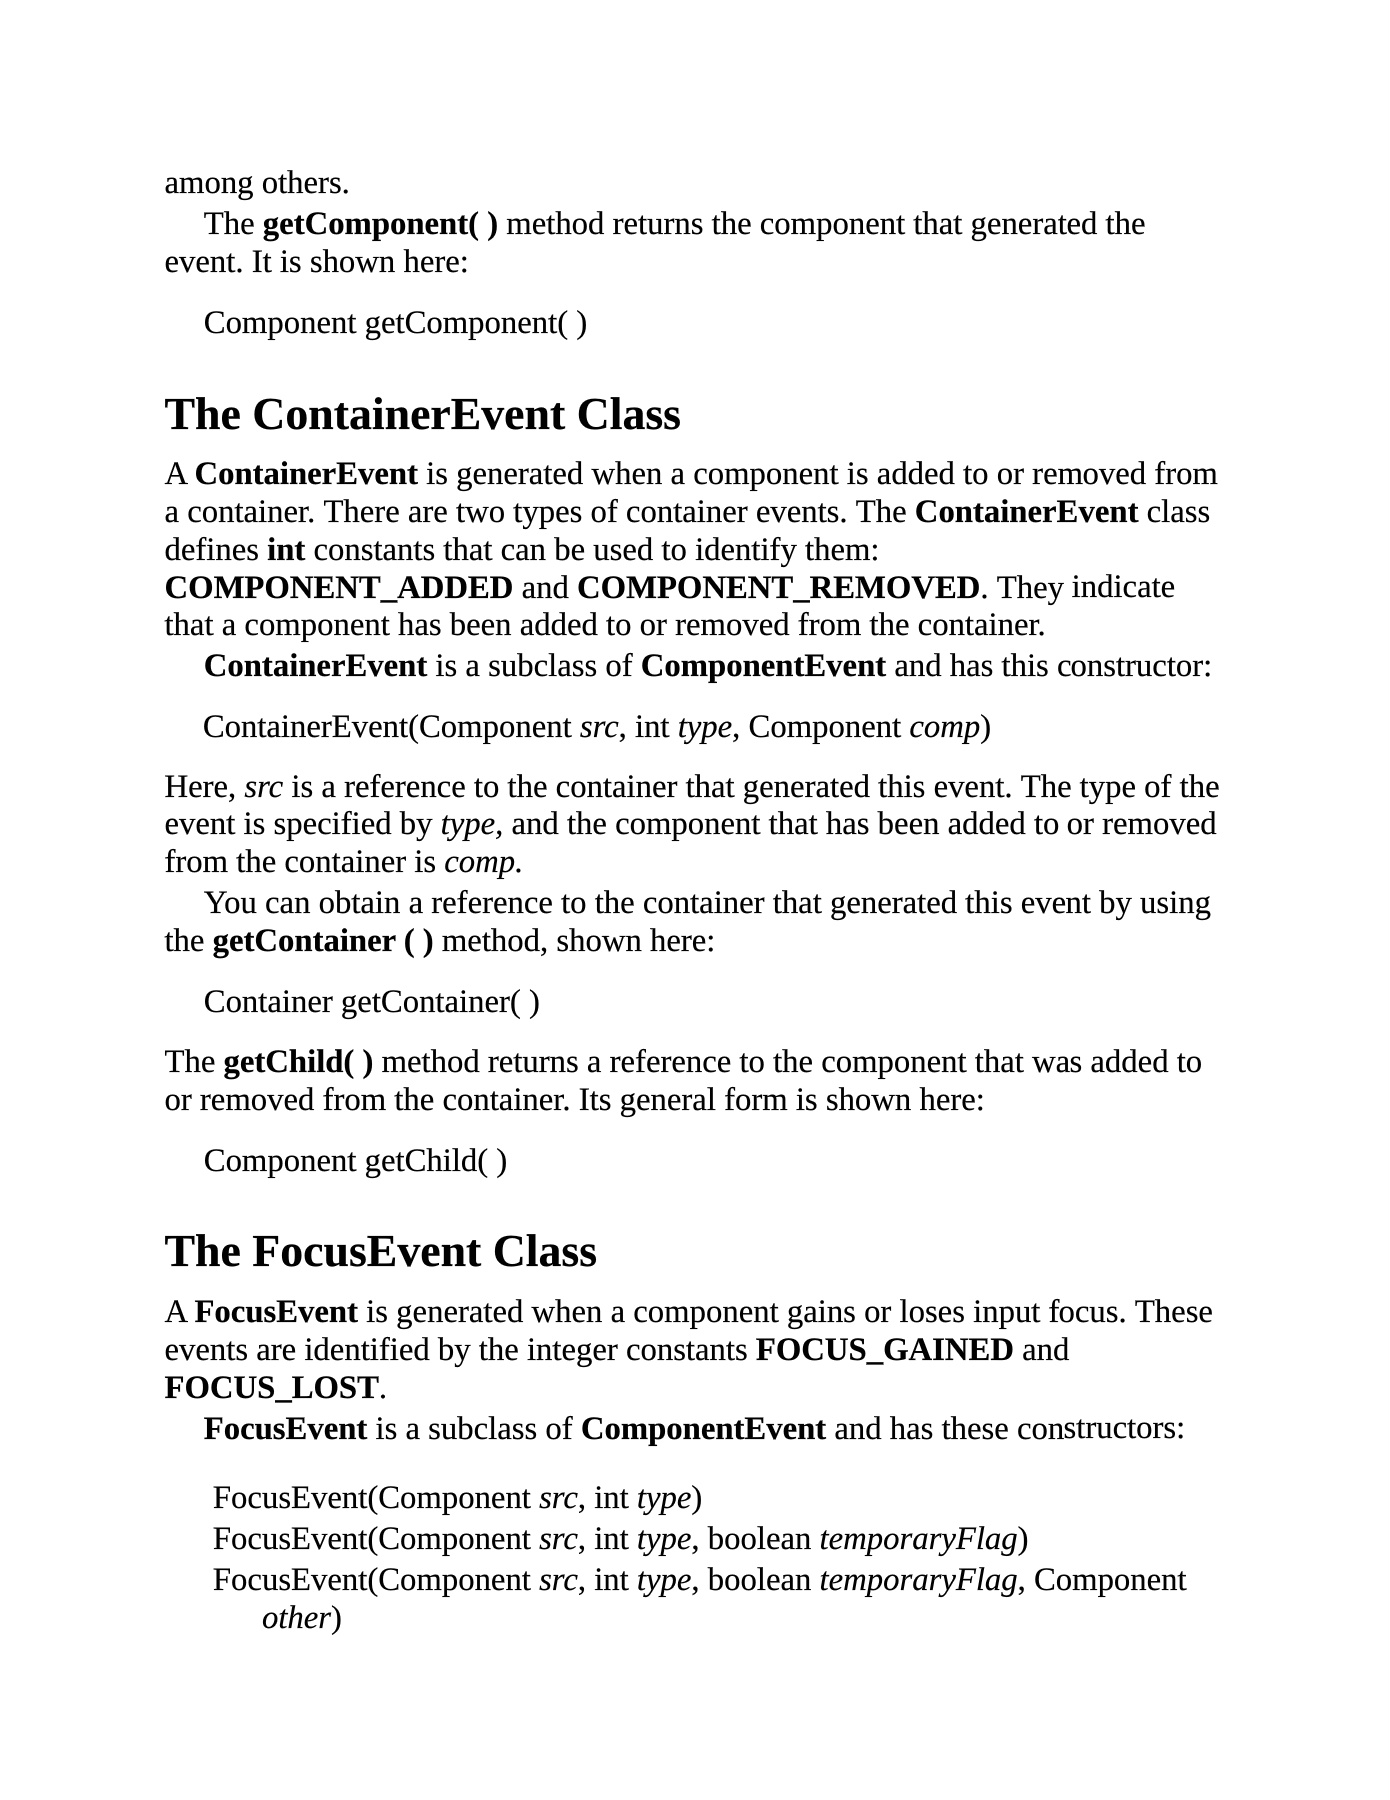 among others.
The getComponent( ) method returns the component that generated the
event. It is shown here:
Component getComponent( )
The ContainerEvent Class
A ContainerEvent is generated when a component is added to or removed from
a container. There are two types of container events. The ContainerEvent class
defines int constants that can be used to identify them:
COMPONENT_ADDED and COMPONENT_REMOVED. They indicate
that a component has been added to or removed from the container.
ContainerEvent is a subclass of ComponentEvent and has this constructor:
ContainerEvent(Component src, int type, Component comp)
Here, src is a reference to the container that generated this event. The type of the
event is specified by type, and the component that has been added to or removed
from the container is comp.
You can obtain a reference to the container that generated this event by using
the getContainer ( ) method, shown here:
Container getContainer( )
The getChild( ) method returns a reference to the component that was added to
or removed from the container. Its general form is shown here:
Component getChild( )
The FocusEvent Class
A FocusEvent is generated when a component gains or loses input focus. These
events are identified by the integer constants FOCUS_GAINED and
FOCUS_LOST.
FocusEvent is a subclass of ComponentEvent and has these constructors:
FocusEvent(Component src, int type)
FocusEvent(Component src, int type, boolean temporaryFlag)
FocusEvent(Component src, int type, boolean temporaryFlag, Component
other)